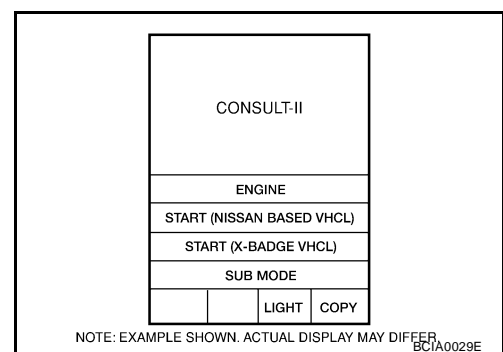 CONSULT-II
ENGINE
START (NISSAN BASED VHCL)
START (X-BADGE VHCL)
SUB MODE
LIGHT COPY
NOTE: EXAMPLE SHOWN. ACTUAL DISPLAY MAY DIFFER.
BCIA0029E